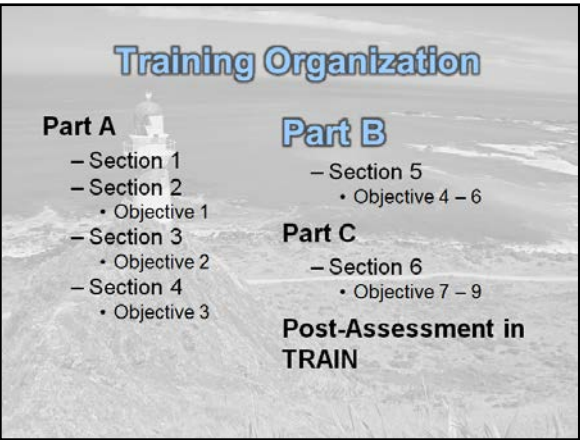 Training Organization
Part A
– Section 1
– Section 2
• Objective 1
– Section 3
• Objective 2
– Section 4
• Objective 3
Part B
– Section 5
• Objective 4 – 6
Part C
– Section 6
• Objective 7 – 9
Post-Assessment in
TRAIN